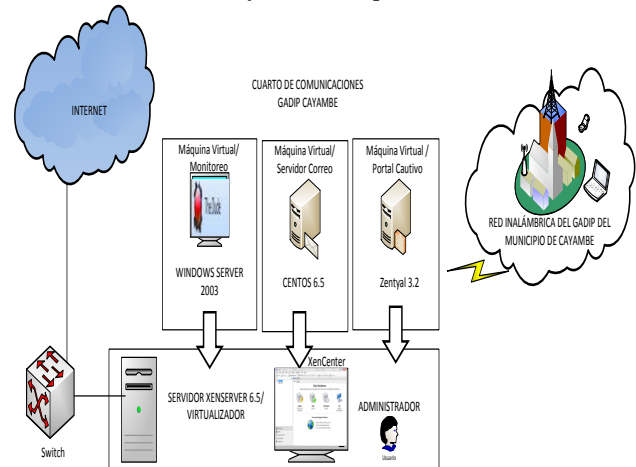 INTERNET
CUARTO DE COMUNICACIONES
GADIP CAYAMBE
Máquina Virtual/
Monitoreo
The Dude
WINDOWS SERVER
2003
Máquina Virtual/
Servidor Correo
CENTOS 6.5
Máquina Virtual /
Portal Cautivo
Zentyal 3.2
RED INALÁMBRICA DEL GADIP DEL
MUNICIPIO DE CAYAMBE
Switch
SERVIDOR XENSERVER 6.5/
VIRTUALIZADOR
XenCenter
ADMINISTRADOR
Usuario